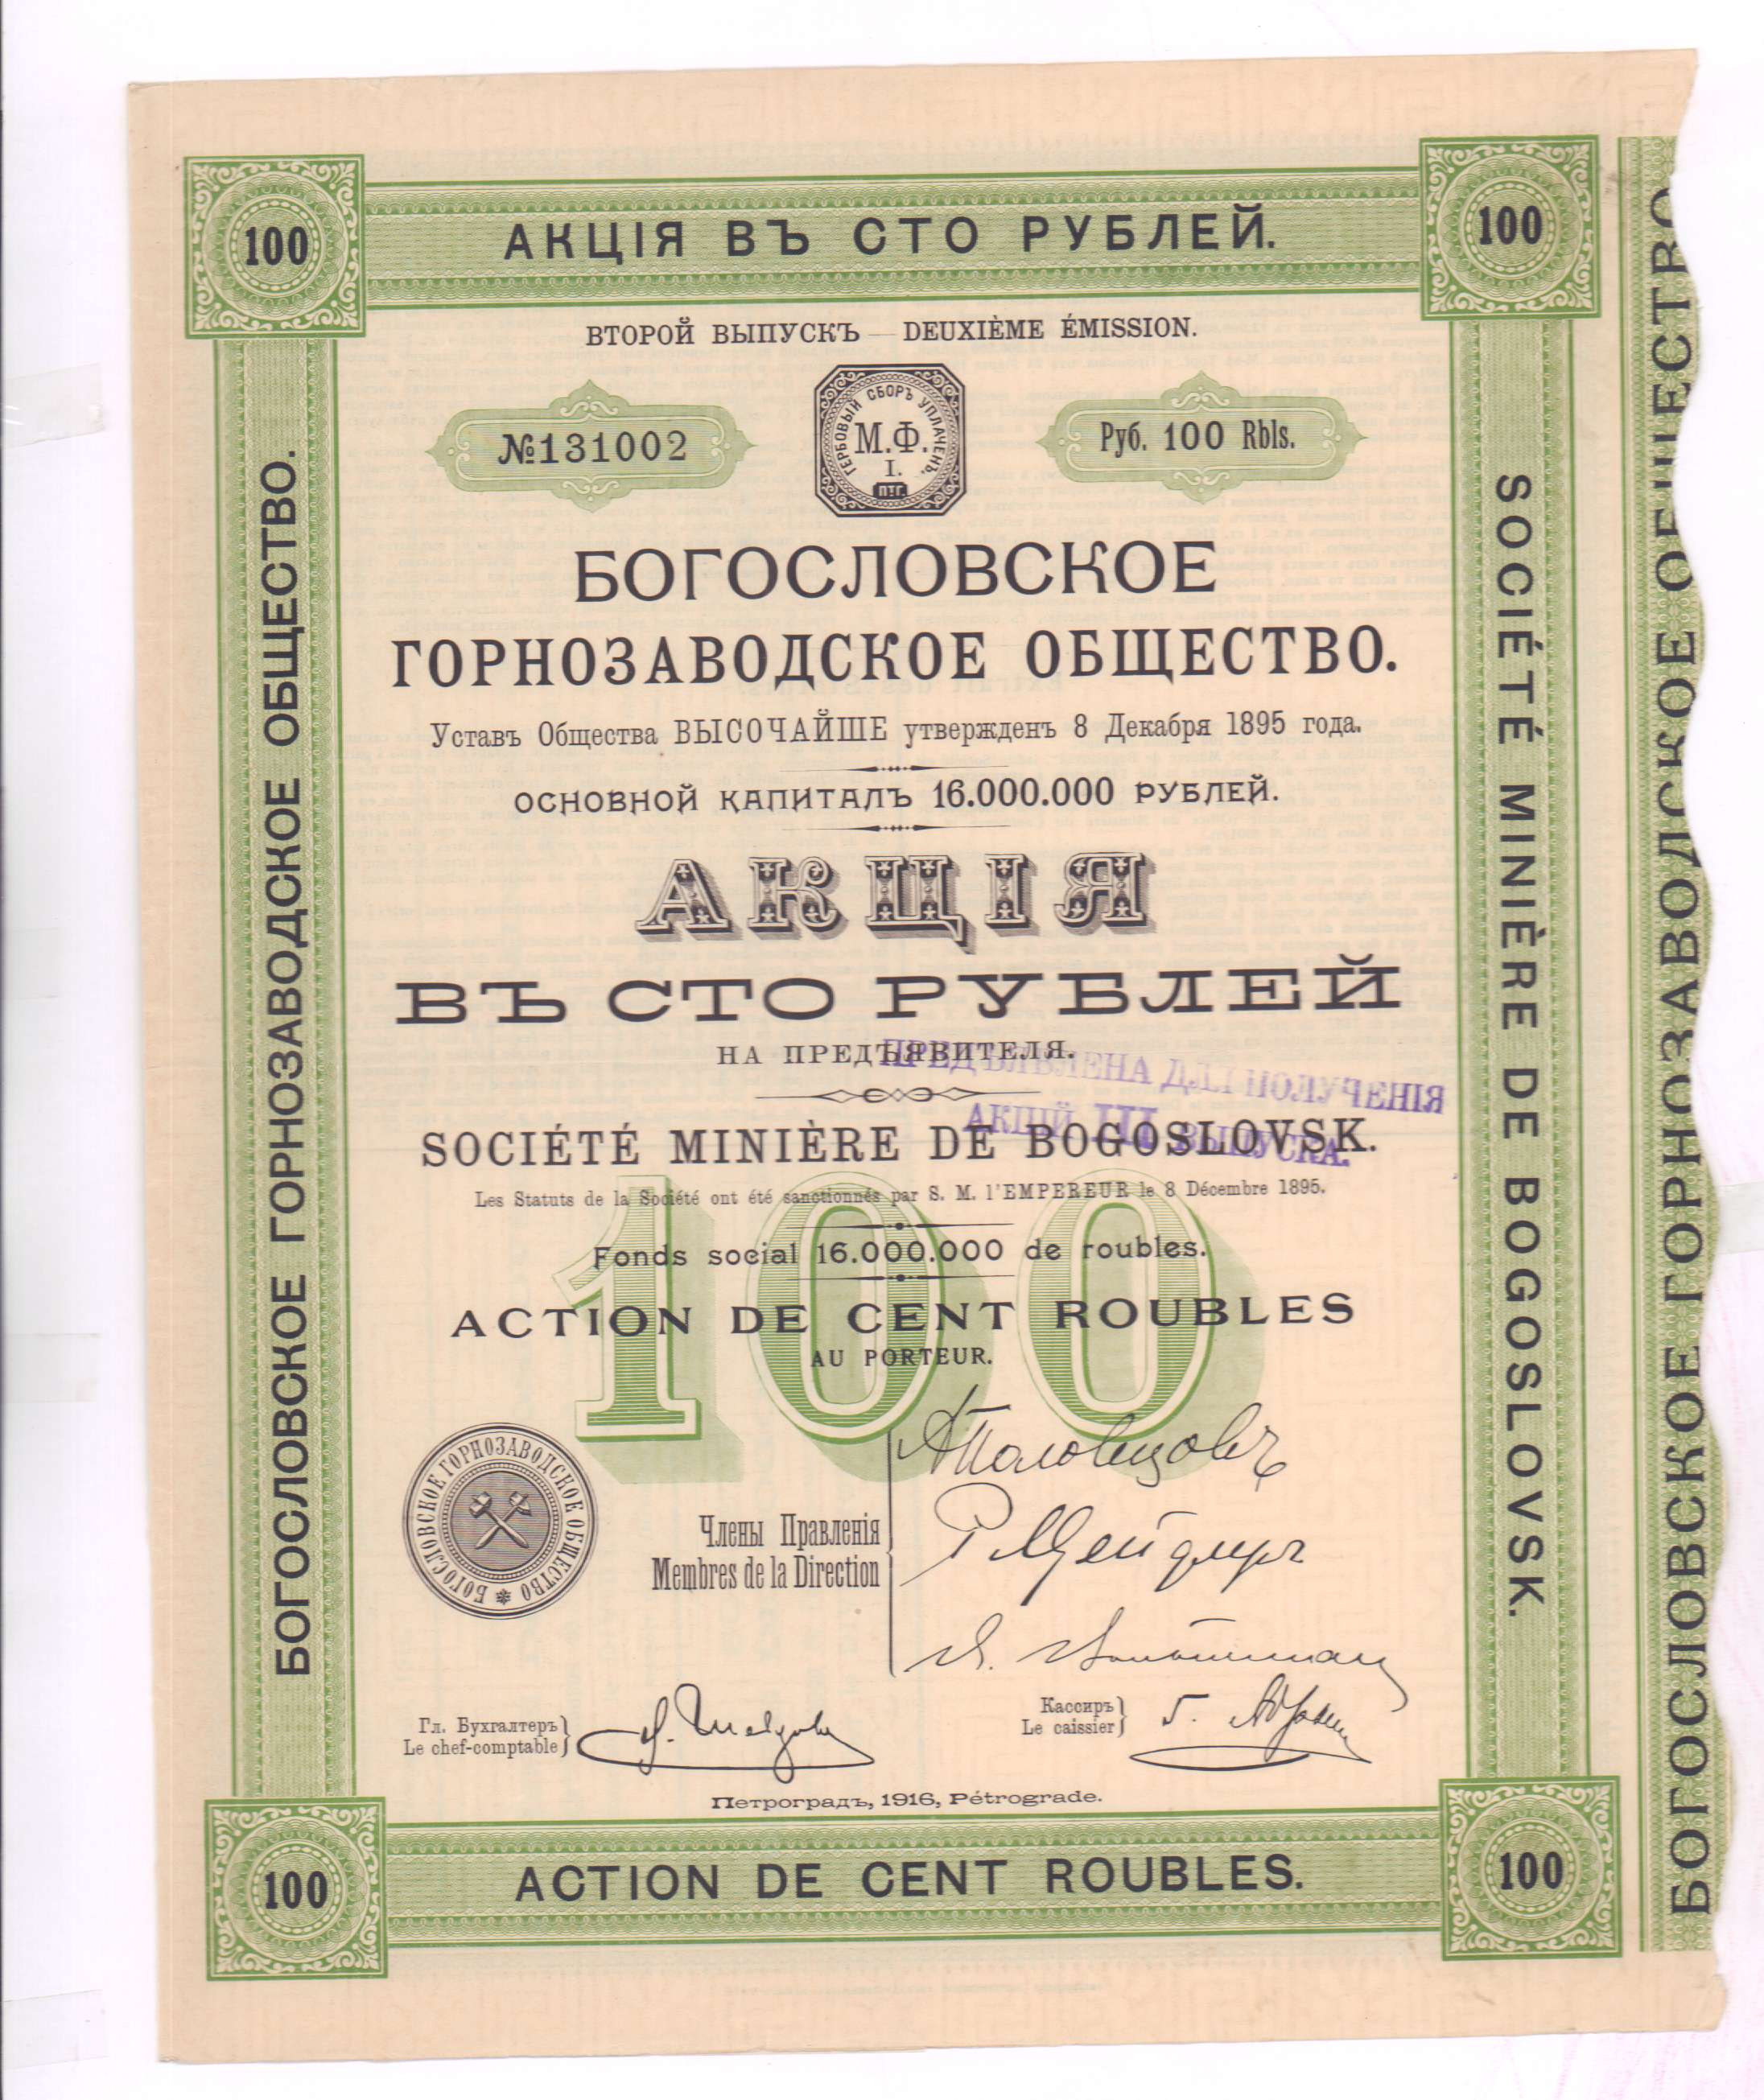 АКЦІЯ ВЪ СТО РУБЛЕЙ.
100
100
ВТОРОЙ ВЫПУСКЪ — DEUXIÈME ÉMISSION.
№131002
ГЕРБОВЫЙ СБОРЪ УПЛАЧЕНЪ.
М.Ф.
I.
ПТГ.
Руб. 100 Rbls.
БОГОСЛОВСКОЕ
ГОРНОЗАВОДСКОЕ ОБЩЕСТВО.
Уставъ Общества ВЫСОЧАЙШЕ утвержденъ 8 Декабря 1895 года.
ОСНОВНОЙ КАПИТАЛЪ 16.000.000 РУБЛЕЙ.
АКЦІЯ
ВЪ СТО РУБЛЕЙ
НА ПРЕДЪЯВИТЕЛЯ.
ПРЕДЪЯВЛЕНА ДЛЯ ПОЛУЧЕНІЯ
АКЦІЙ III ВЫПУСКА.
SOCIÉTÉ MINIÈRE DE BOGOSLOVSK.
Les Statuts de la Société ont été sanctionnés par S. M. l'EMPEREUR le 8 Décembre 1895.
Fonds social 16.000.000 de roubles.
100
ACTION DE CENT ROUBLES
AU PORTEUR.
БОГОСЛОВСКОЕ ГОРНОЗАВОДСКОЕ ОБЩЕСТВО
Члены Правленія
Membres de la Direction
Гл. Бухгалтеръ
Le chef-comptable
Кассиръ
Le caissier
Петроградъ, 1916, Pétrograde.
100
ACTION DE CENT ROUBLES.
100
БОГОСЛОВСКОЕ ГОРНОЗАВОДСКОЕ ОБЩЕСТВО.
SOCIÉTÉ MINIÈRE DE BOGOSLOVSK.
БОГОСЛОВСКОЕ ГОРНОЗАВОДСКОЕ ОБЩЕСТВО